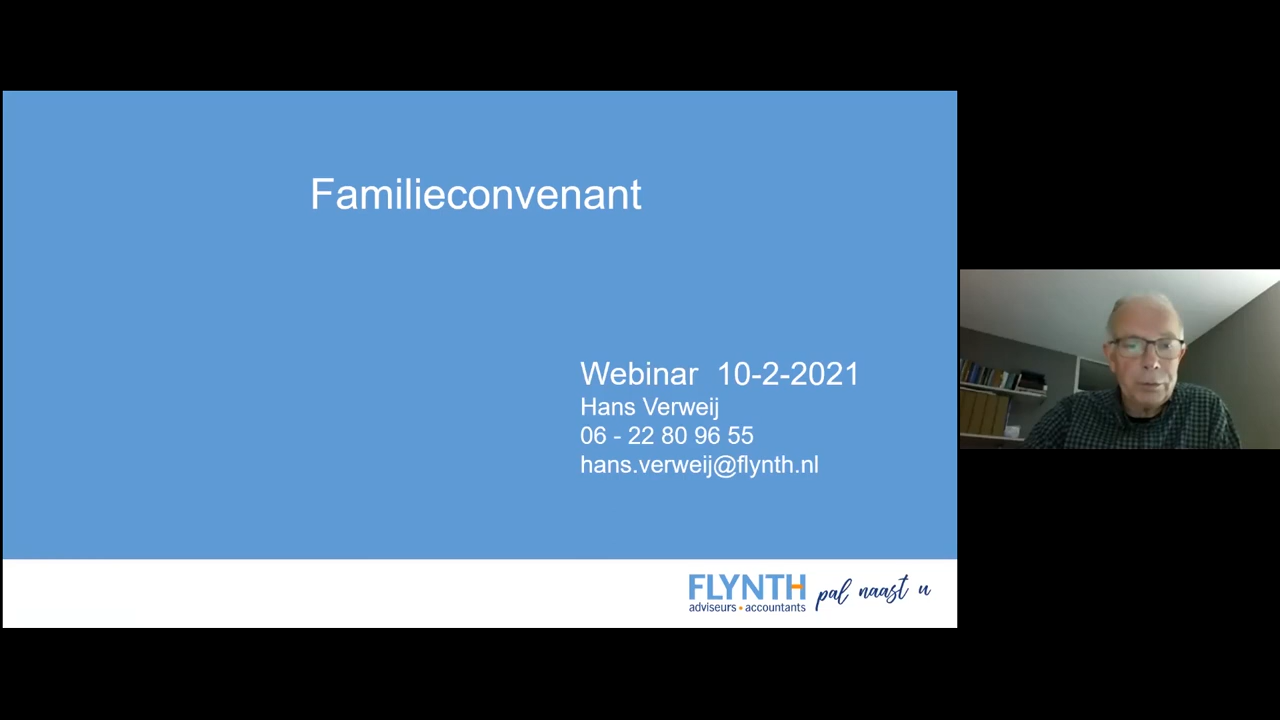 Familieconvenant
Webinar 10-2-2021
Hans Verweij
06 - 22 80 96 55
hans.verweij@flynth.nl
FLYNTH
adviseurs • accountants
pal naast u